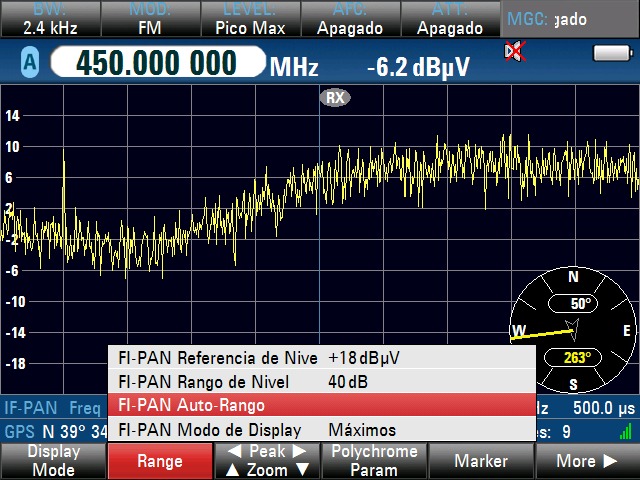 BW: MOD: LEVEL: AFC: ATT: MGC: gado
2.4 kHz FM Pico Max Apagado Apagado
A 450.000 000 MHz -6.2 dBµV
RX
14
10
6
2
-2
-6
-10
-14
-18
N
50°
W E
263°
S
FI-PAN Referencia de Nive +18 dBµV
FI-PAN Rango de Nivel 40 dB
FI-PAN Auto-Rango
FI-PAN Modo de Display Máximos
IF-PAN Freq Hz 500.0 µs
GPS N 39° 34 es: 9
Display Mode
Range
◀ Peak ▶
▲ Zoom ▼
Polychrome Param
Marker
More ▶